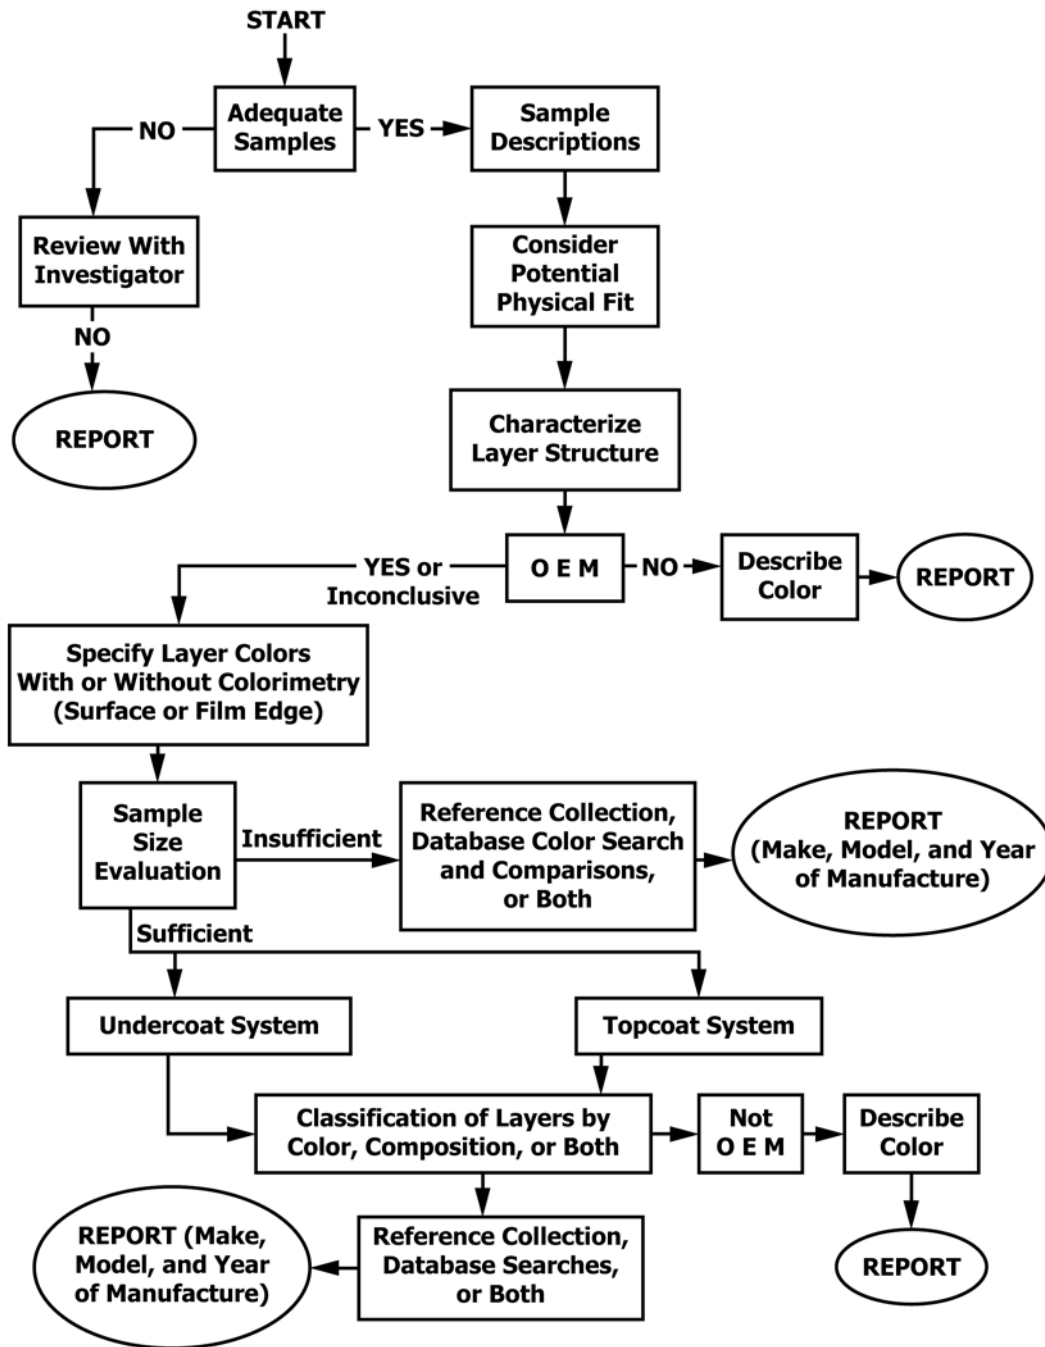 START
Adequate
Samples
NO
YES
Sample
Descriptions
Review With
Investigator
Consider
Potential
Physical Fit
NO
REPORT
Characterize
Layer Structure
YES or
Inconclusive
O E M
NO
Describe
Color
REPORT
Specify Layer Colors
With or Without Colorimetry
(Surface or Film Edge)
Sample
Size
Evaluation
Insufficient
Reference Collection,
Database Color Search
and Comparisons,
or Both
REPORT
(Make, Model, and Year
of Manufacture)
Sufficient
Undercoat System
Topcoat System
Classification of Layers by
Color, Composition, or Both
Not
O E M
Describe
Color
REPORT (Make,
Model, and Year
of Manufacture)
Reference Collection,
Database Searches,
or Both
REPORT